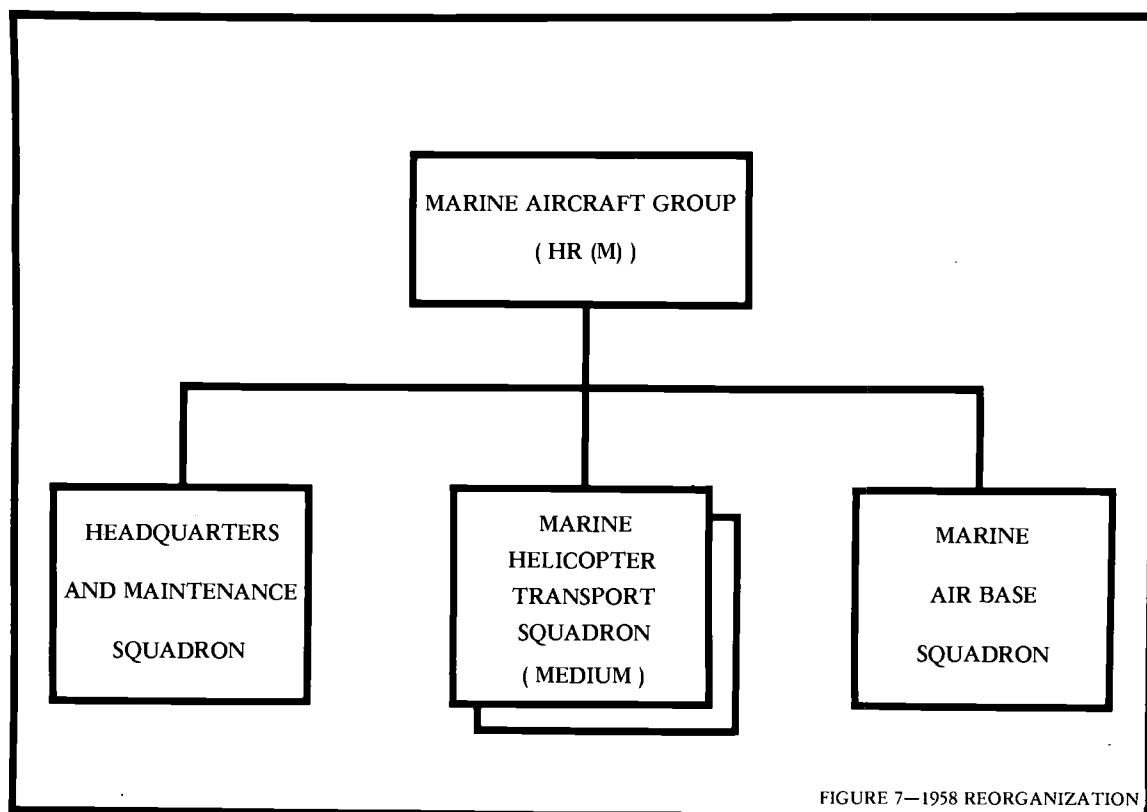 MARINE AIRCRAFT GROUP
( HR (M) )
HEADQUARTERS
AND MAINTENANCE
SQUADRON
MARINE
HELICOPTER
TRANSPORT
SQUADRON
( MEDIUM )
MARINE
AIR BASE
SQUADRON
FIGURE 7—1958 REORGANIZATION